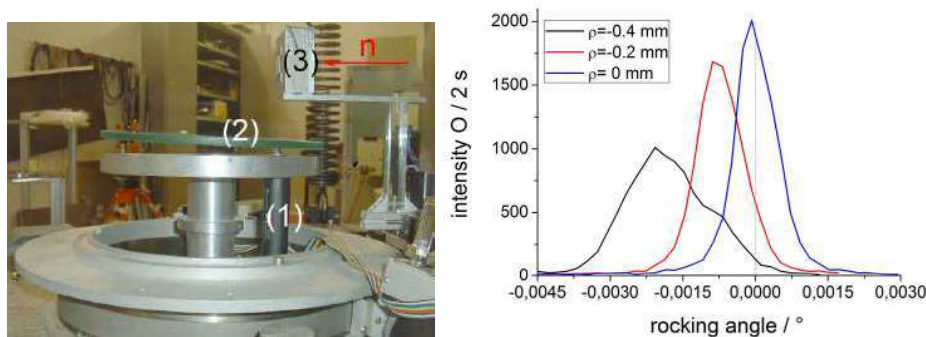 (3)
n
(2)
(1)
2000
1500
1000
500
0
intensity O / 2 s
ρ=-0.4 mm
ρ=-0.2 mm
ρ= 0 mm
-0,0045 -0,0030 -0,0015 0,0000 0,0015 0,0030
rocking angle / °